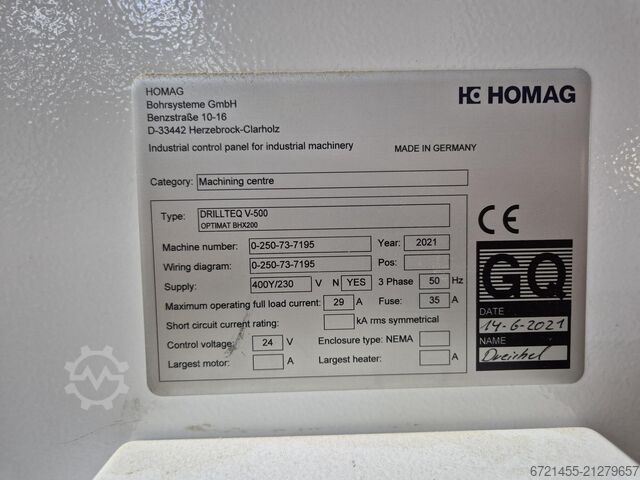 HOMAG
Bohrsysteme GmbH
Benzstraße 10-16
D-33442 Herzebrock-Clarholz
HOMAG
Industrial control panel for industrial machinery MADE IN GERMANY
Category: Machining centre
Type: DRILLTEQ V-500
OPTIMAT BHX200
Machine number: 0-250-73-7195 Year: 2021
Wiring diagram: 0-250-73-7195 Pos:
Supply: 400Y/230 V N YES 3 Phase 50 Hz
Maximum operating full load current: 29 A Fuse: 35 A
Short circuit current rating: kA rms symmetrical
Control voltage: 24 V Enclosure type: NEMA
Largest motor: A Largest heater: A
CE
GQ
DATE
14-6-2021
NAME
Dreichel
6721455-21279657